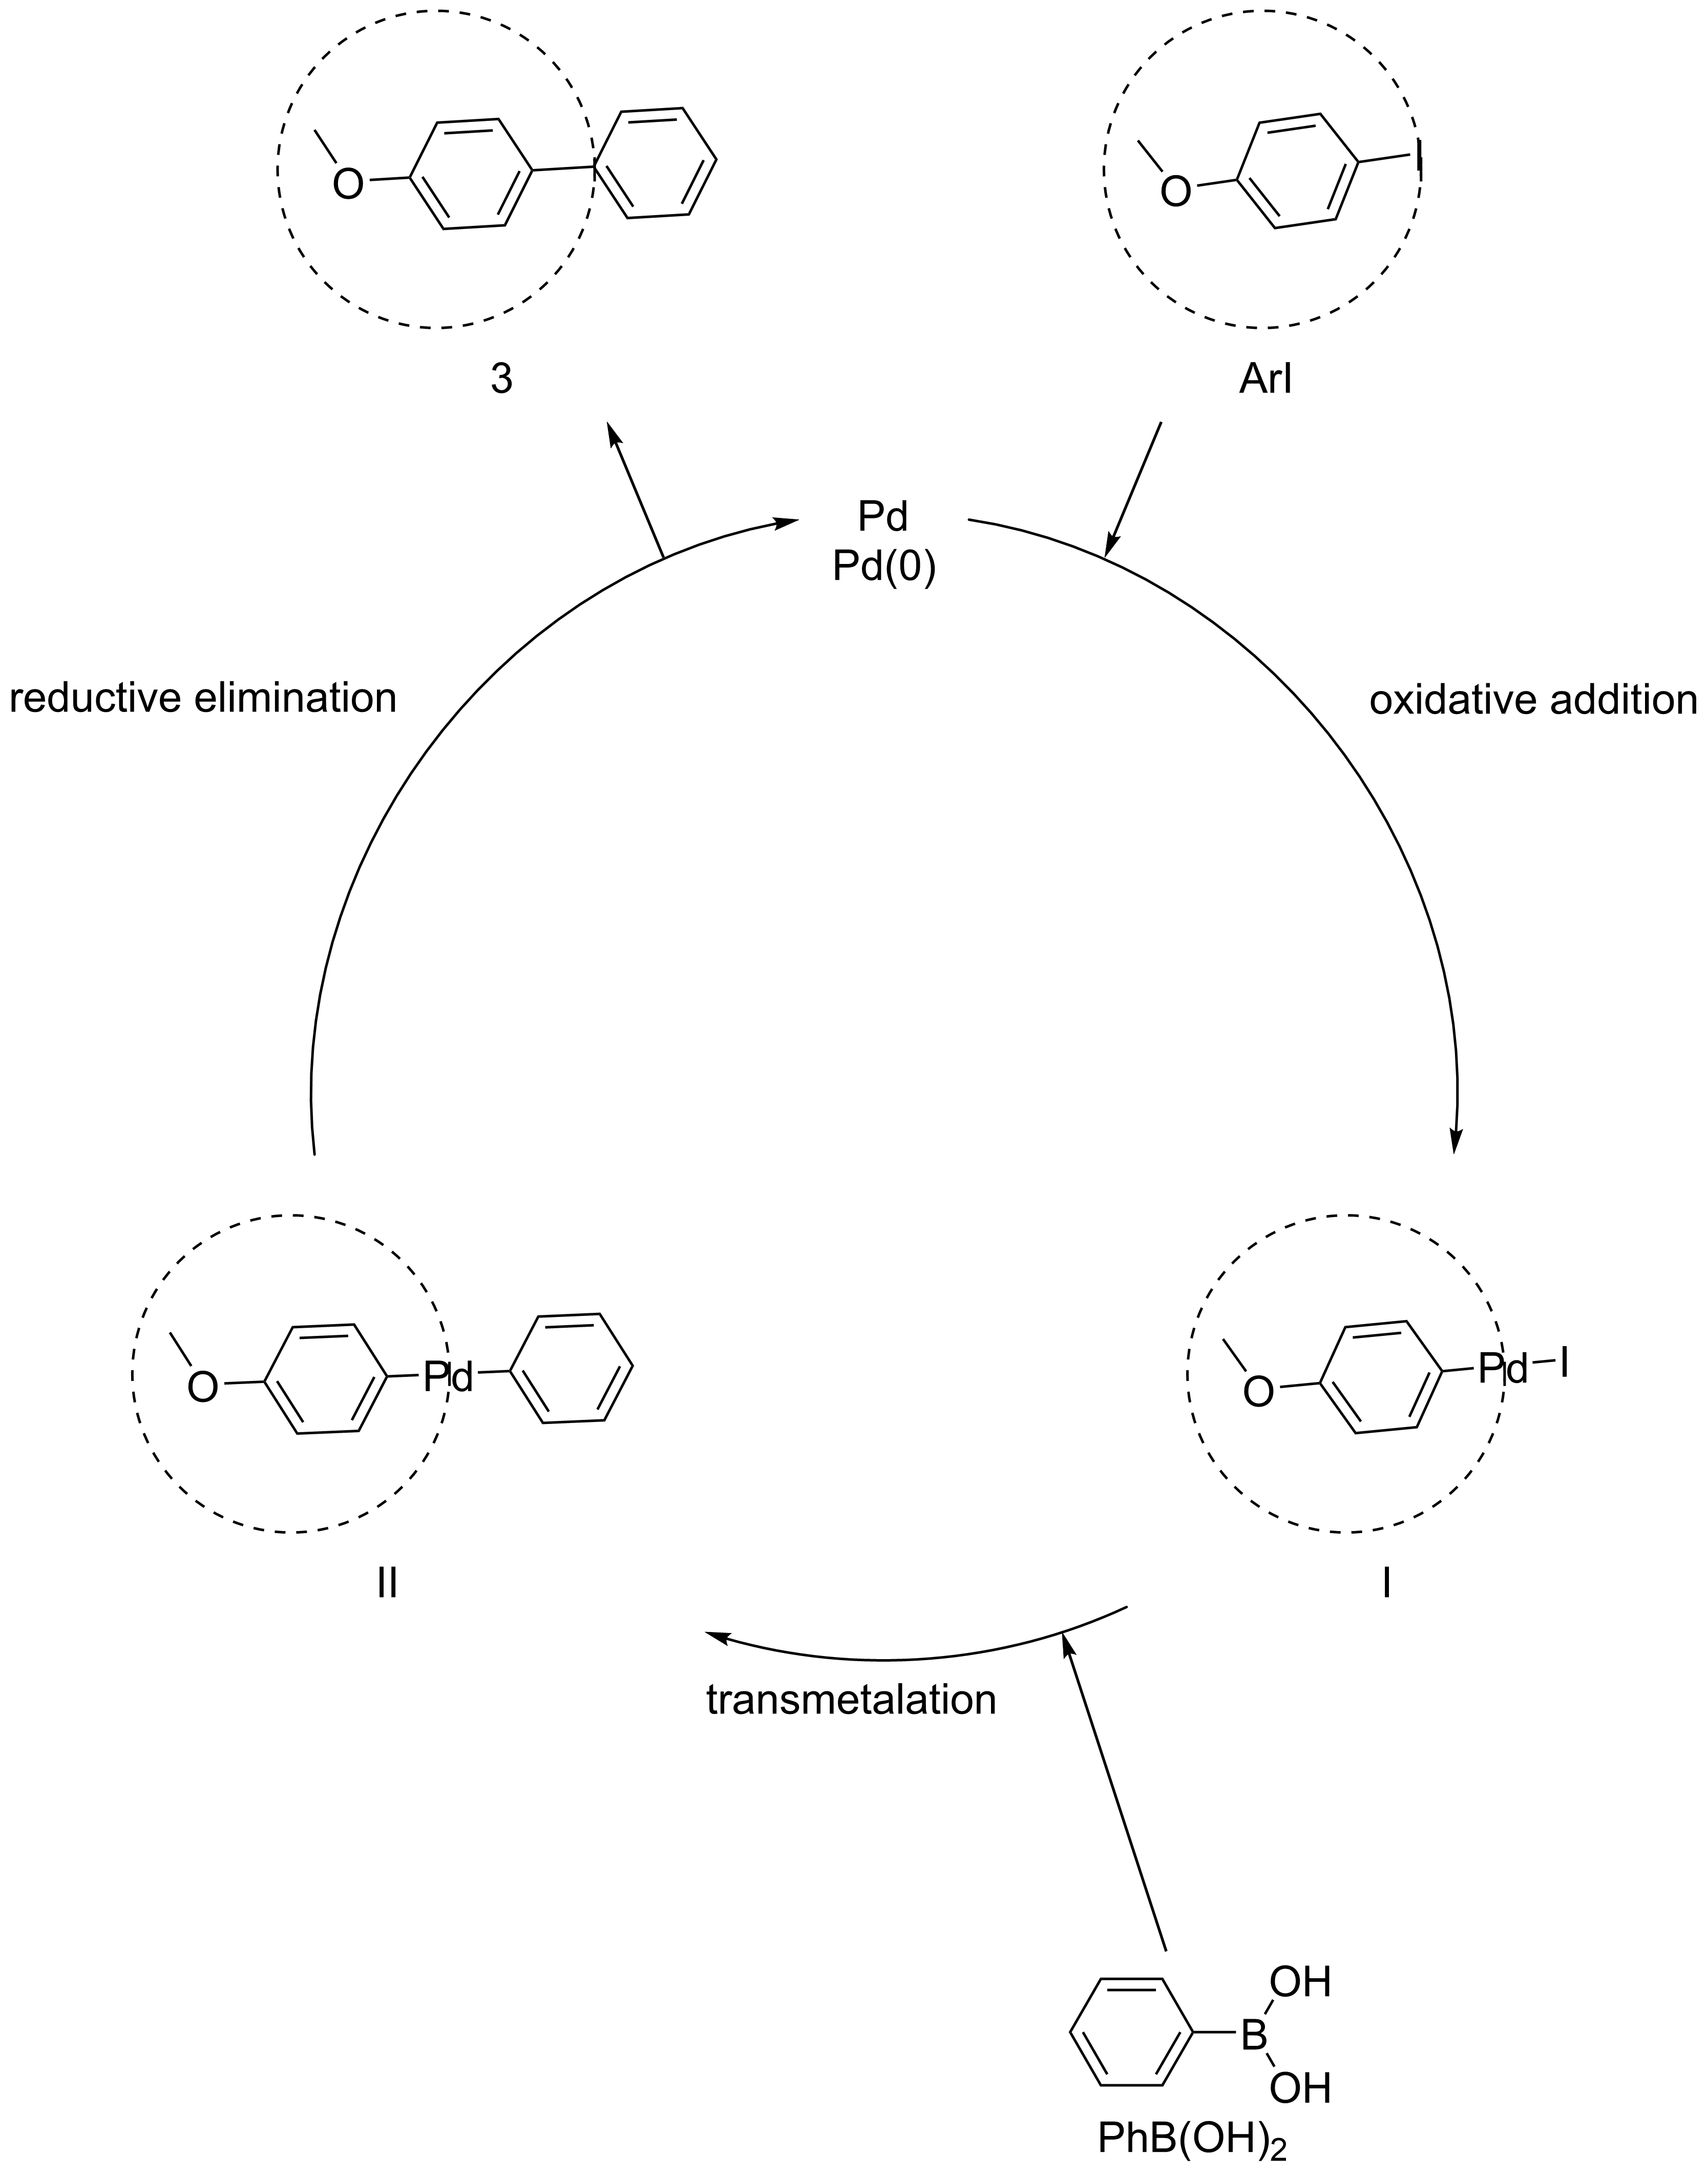 O
I
3
ArI
Pd
Pd(0)
reductive elimination
oxidative addition
O
Pd
O
Pd
I
II
I
transmetalation
OH
B
OH
PhB(OH)2
O